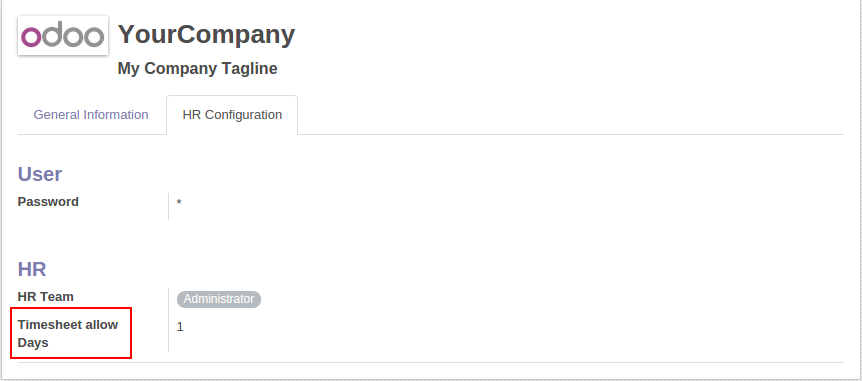 odoo
YourCompany
My Company Tagline
General Information
HR Configuration
User
Password
*
HR
HR Team
Administrator
Timesheet allow
Days
1